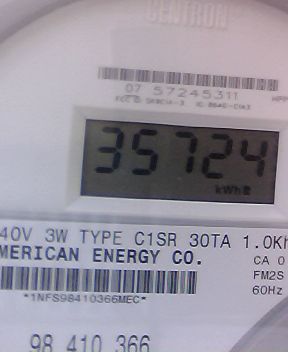 CENTRON
07 57245311
35724
kWh
40V 3W TYPE C1SR 30TA 1.0Kh
MERICAN ENERGY CO.
CA 0
FM2S
60Hz
*1NFS98410366MEC*
98 410 366